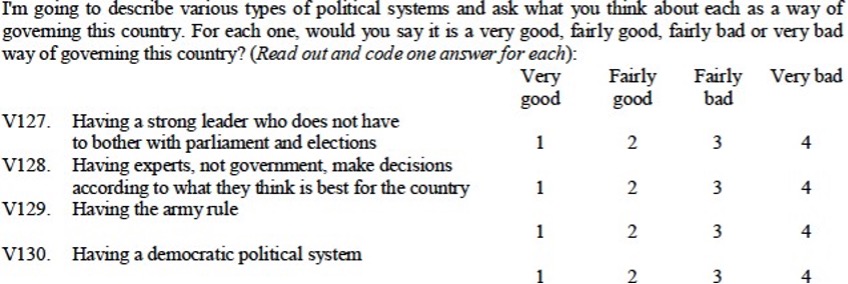 I'm going to describe various types of political systems and ask what you think about each as a way of
governing this country. For each one, would you say it is a very good, fairly good, fairly bad or very bad
way of governing this country? (Read out and code one answer for each):
Very Fairly Fairly Very bad
good good bad
V127. Having a strong leader who does not have
to bother with parliament and elections 1 2 3 4
V128. Having experts, not government, make decisions
according to what they think is best for the country 1 2 3 4
V129. Having the army rule
1 2 3 4
V130. Having a democratic political system
1 2 3 4